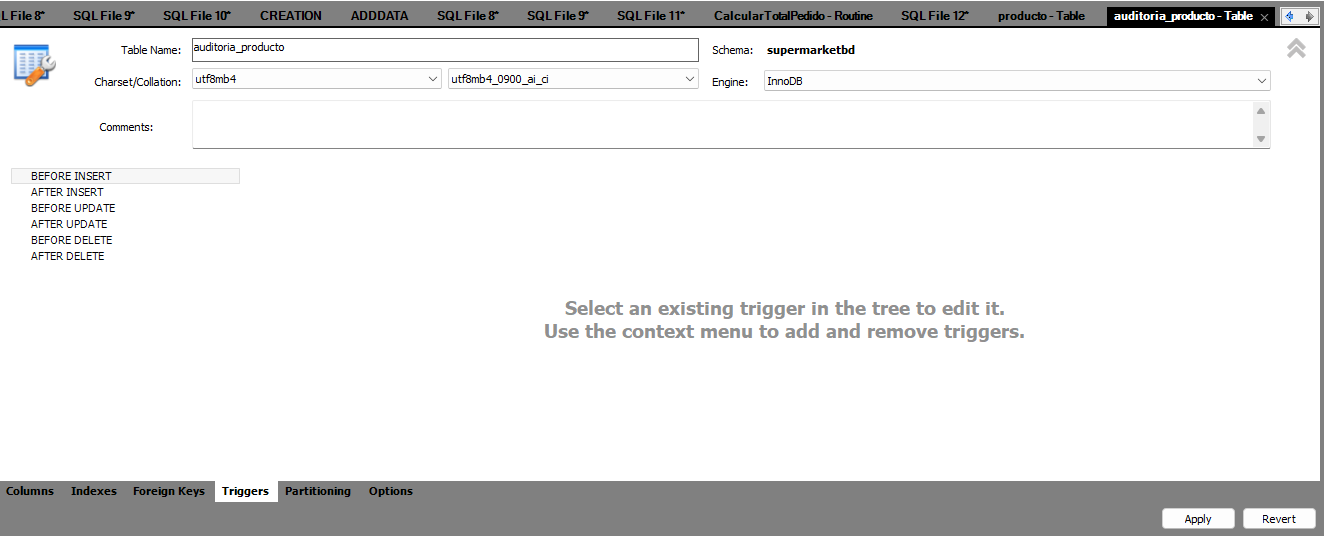 L File 8* SQL File 9* SQL File 10* CREATION ADDDATA SQL File 8* SQL File 9* SQL File 11* CalcularTotalPedido - Routine SQL File 12* producto - Table auditoria_producto - Table
Table Name: auditoria_producto Schema: supermarketbd
Charset/Collation: utf8mb4 utf8mb4_0900_ai_ci Engine: InnoDB
Comments:
BEFORE INSERT
AFTER INSERT
BEFORE UPDATE
AFTER UPDATE
BEFORE DELETE
AFTER DELETE
Select an existing trigger in the tree to edit it.
Use the context menu to add and remove triggers.
Columns Indexes Foreign Keys Triggers Partitioning Options
Apply Revert